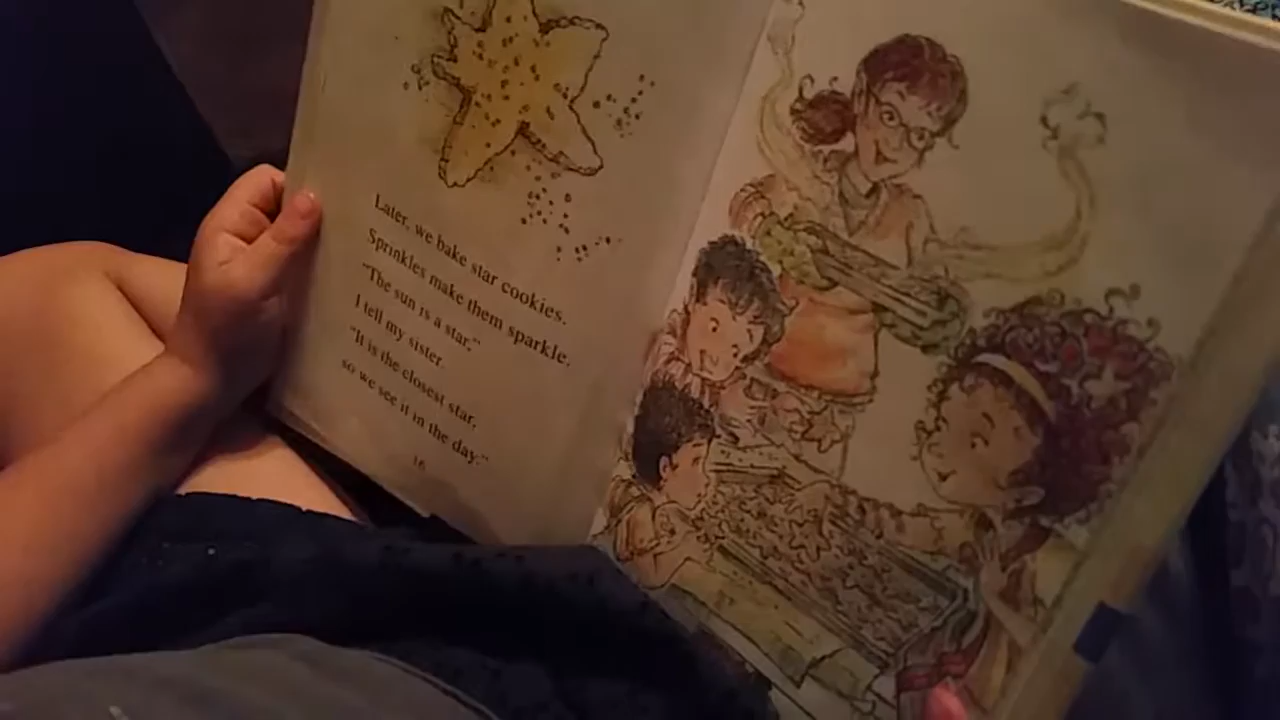 Later, we bake star cookies.
Sprinkles make them sparkle.
"The sun is a star,"
I tell my sister.
"It is the closest star,
so we see it in the day."
16